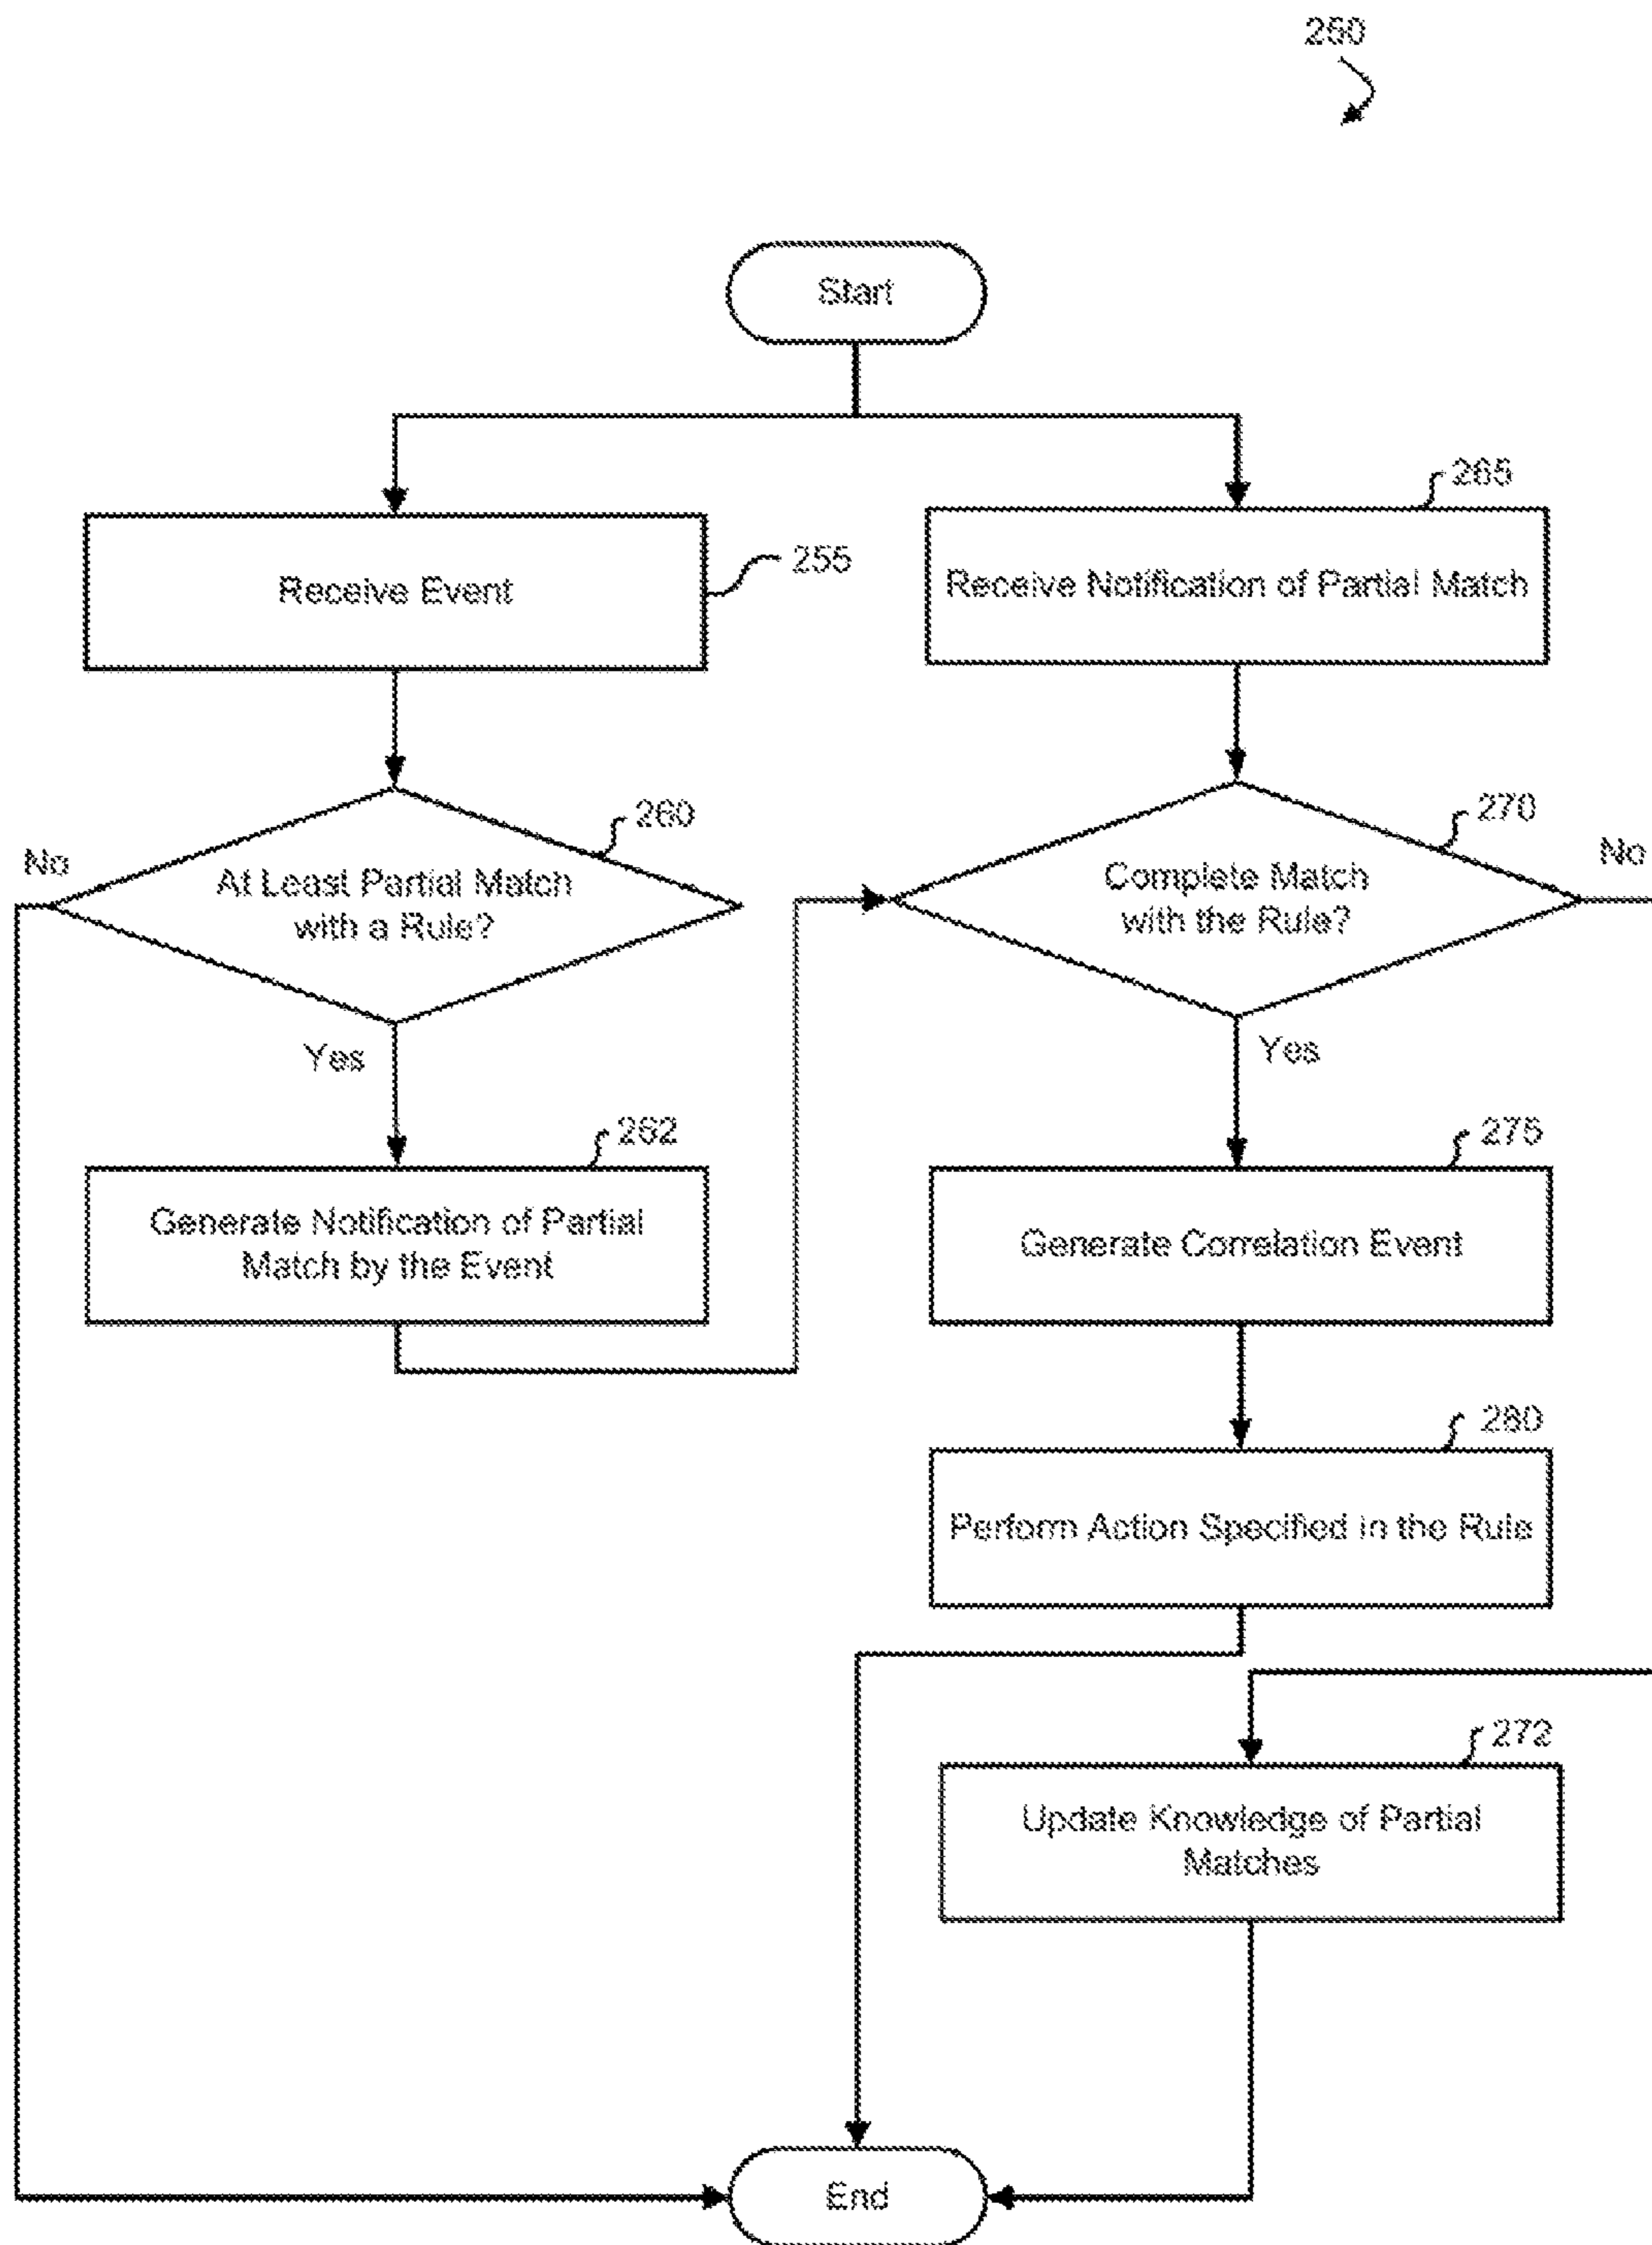 250
Start
265
255
Receive Event
Receive Notification of Partial Match
260
270
No
No
At Least Partial Match
with a Rule?
Complete Match
with the Rule?
Yes
Yes
262
275
Generate Notification of Partial
Match by the Event
Generate Correlation Event
280
Perform Action Specified in the Rule
272
Update Knowledge of Partial
Matches
End